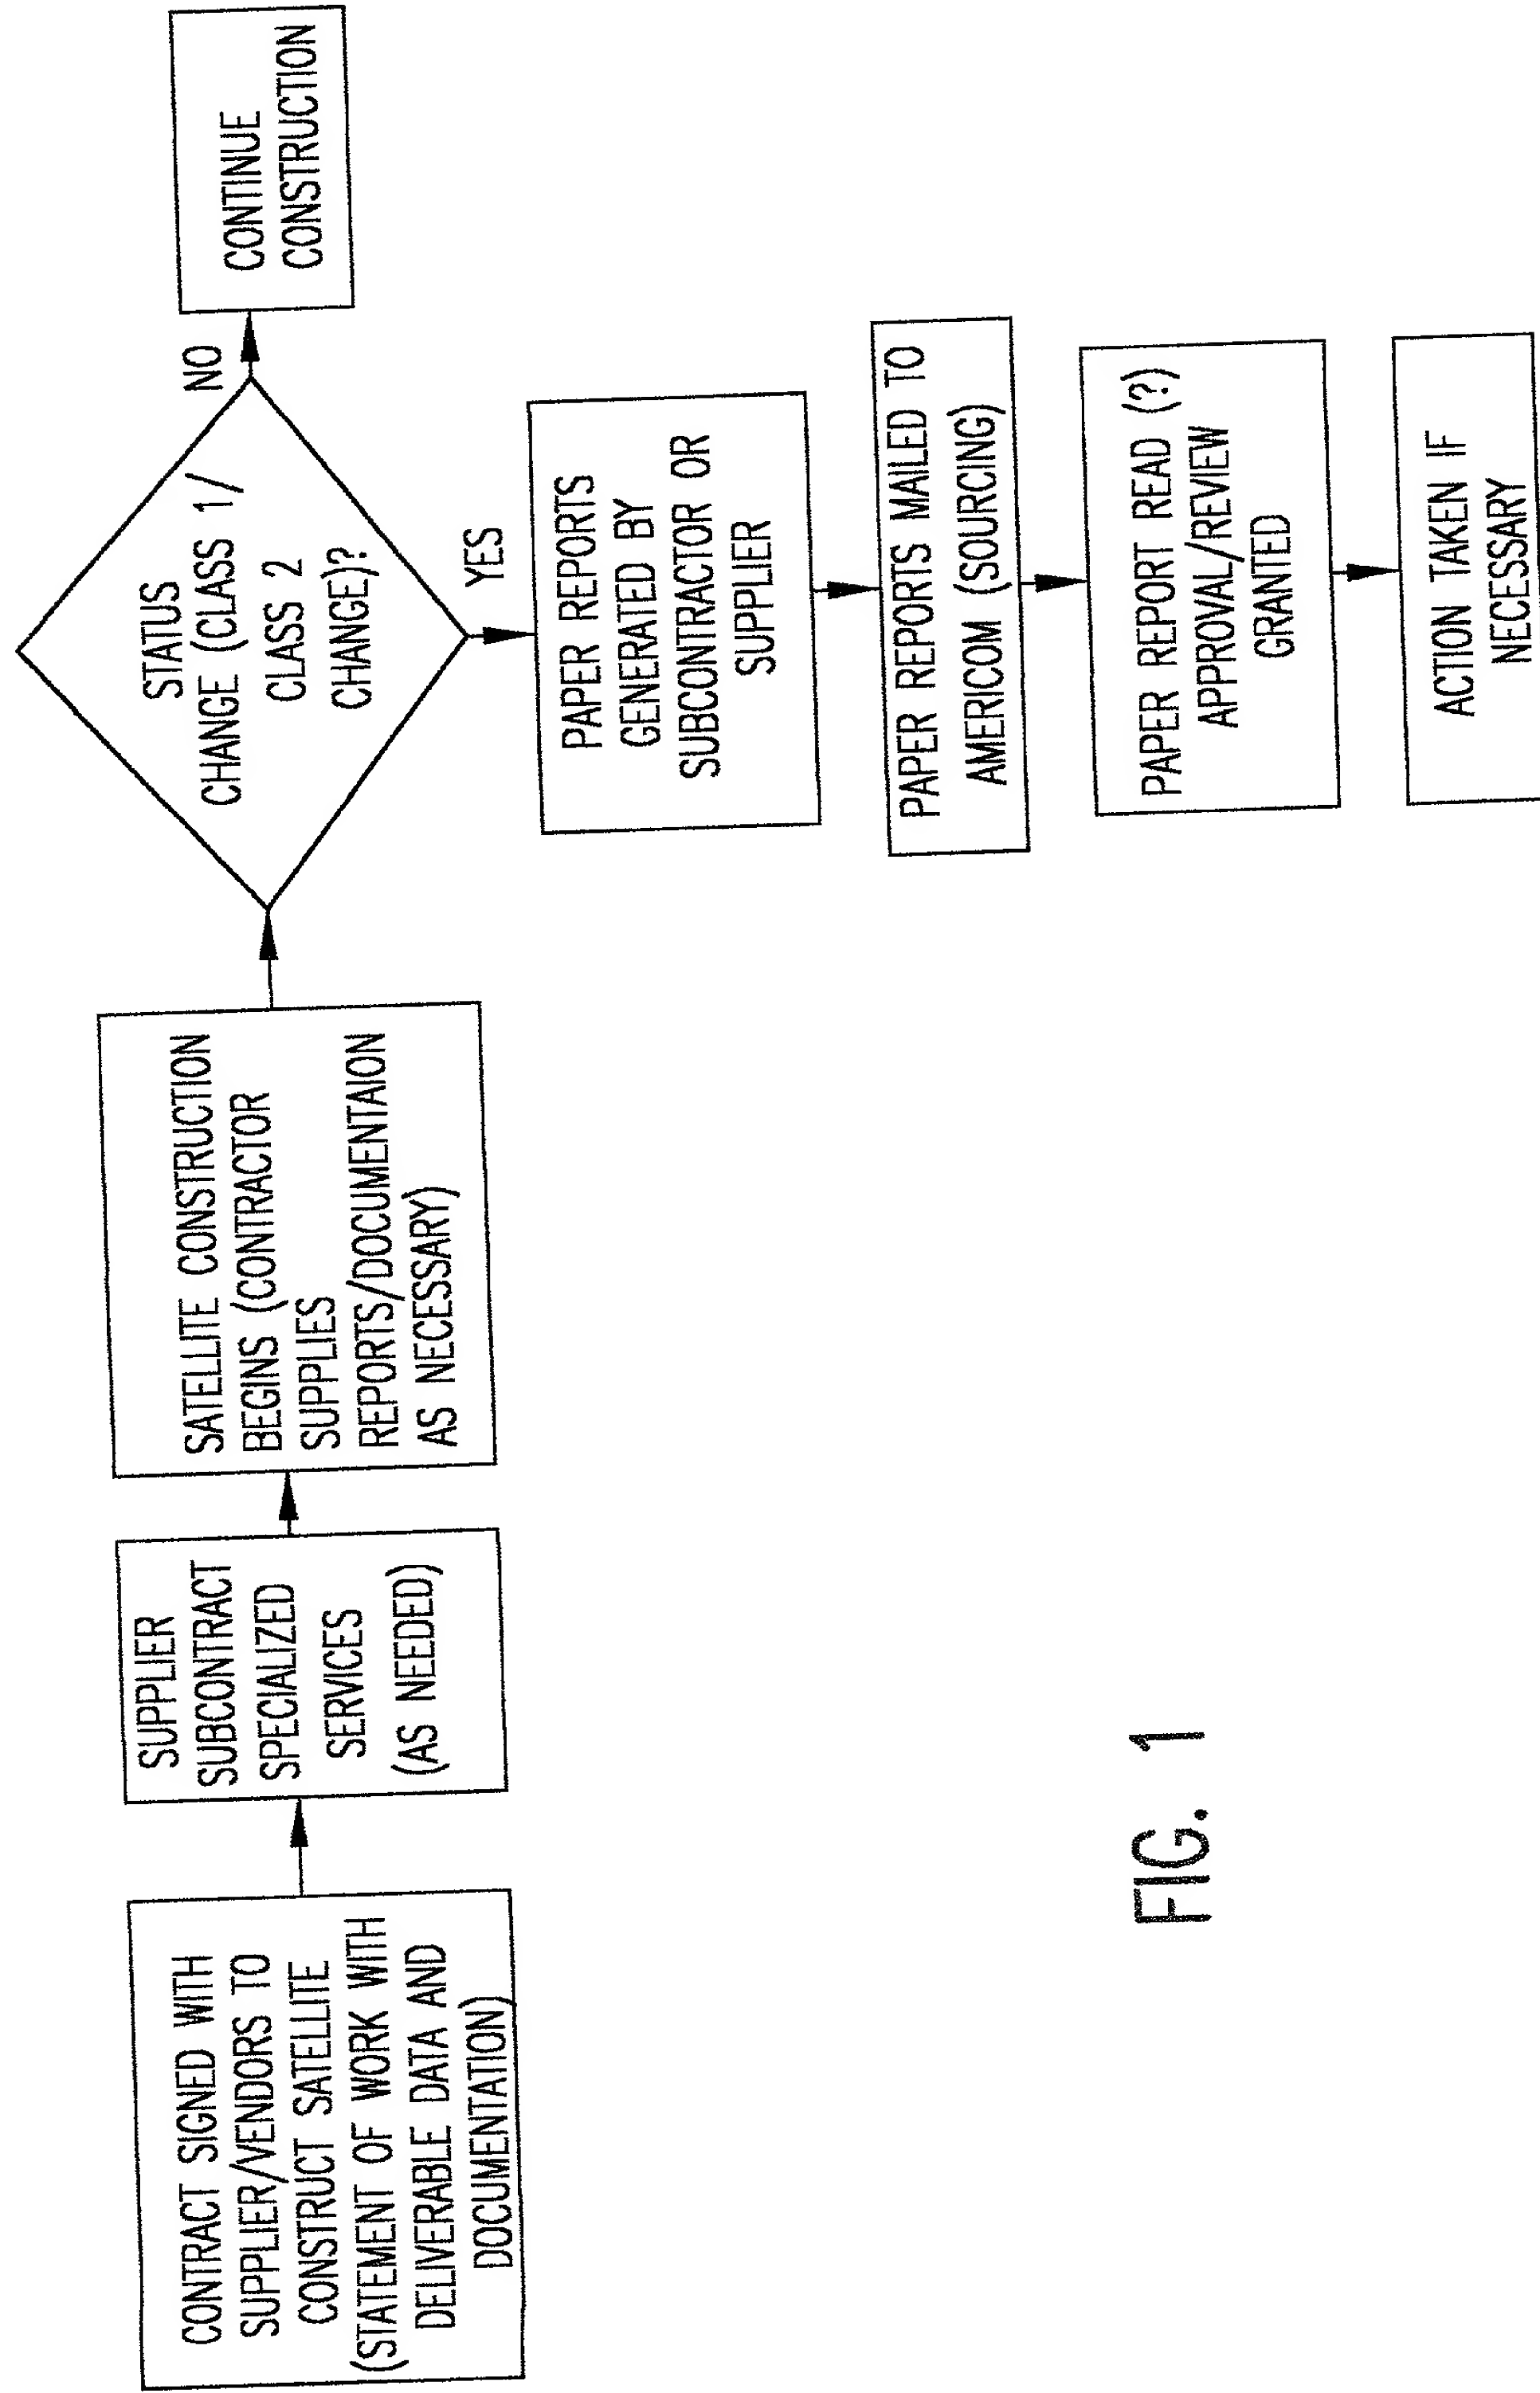 CONTRACT SIGNED WITH
SUPPLIER/VENDORS TO
CONSTRUCT SATELLITE
(STATEMENT OF WORK WITH
DELIVERABLE DATA AND
DOCUMENTATION)
SUPPLIER
SUBCONTRACT
SPECIALIZED
SERVICES
(AS NEEDED)
SATELLITE CONSTRUCTION
BEGINS (CONTRACTOR
SUPPLIES
REPORTS/DOCUMENTAION
AS NECESSARY)
STATUS
CHANGE (CLASS 1/
CLASS 2
CHANGE)?
NO
CONTINUE
CONSTRUCTION
YES
PAPER REPORTS
GENERATED BY
SUBCONTRACTOR OR
SUPPLIER
PAPER REPORTS MAILED TO
AMERICOM (SOURCING)
PAPER REPORT READ (?)
APPROVAL/REVIEW
GRANTED
ACTION TAKEN IF
NECESSARY
FIG. 1